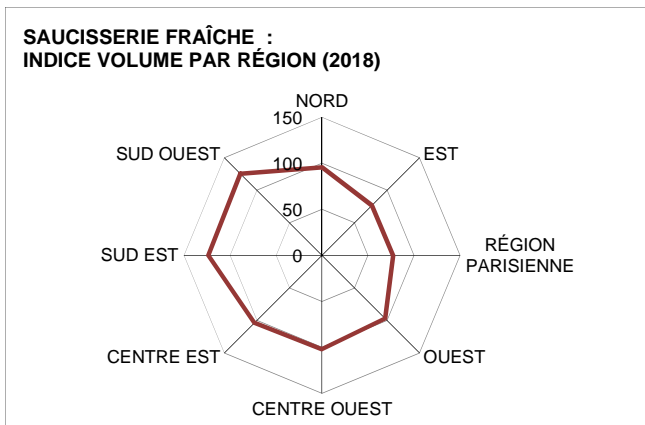 SAUCISSERIE FRAÎCHE :
INDICE VOLUME PAR RÉGION (2018)
NORD
150
SUD OUEST
EST
100
50
SUD EST
0
RÉGION
PARISIENNE
CENTRE EST
OUEST
CENTRE OUEST